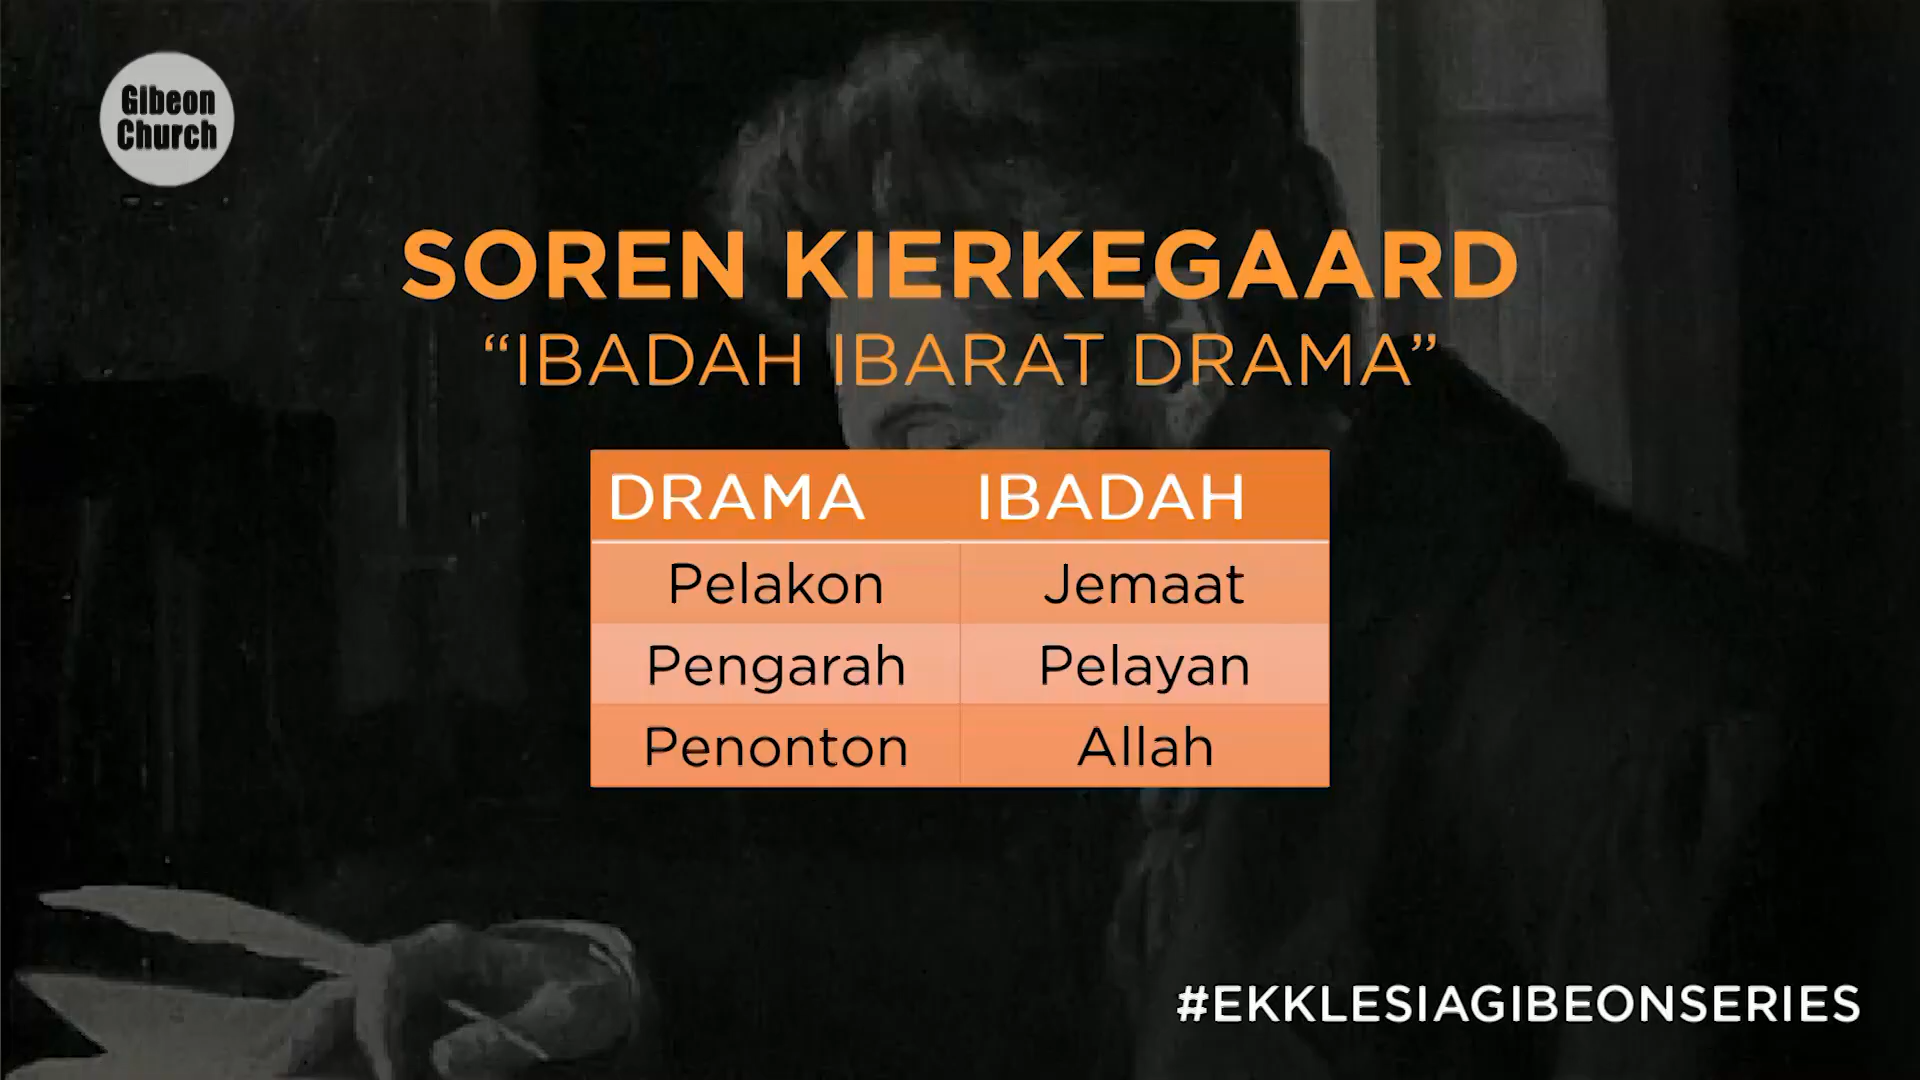 Gibeon
Church
SOREN KIERKEGAARD
“IBADAH IBARAT DRAMA”
DRAMA IBADAH
Pelakon Jemaat
Pengarah Pelayan
Penonton Allah
#EKKLESIAGIBEONSERIES